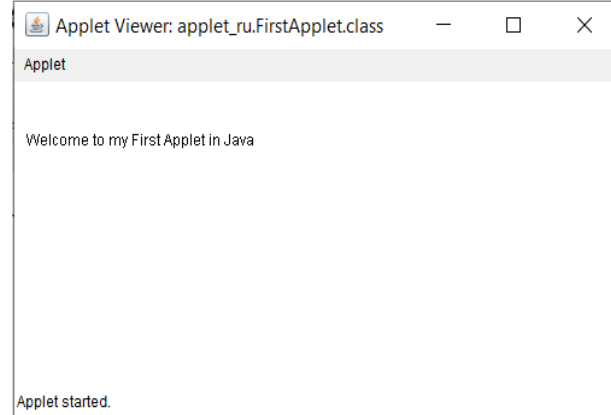 Applet Viewer: applet_ru.FirstApplet.class
Applet
Welcome to my First Applet in Java
Applet started.